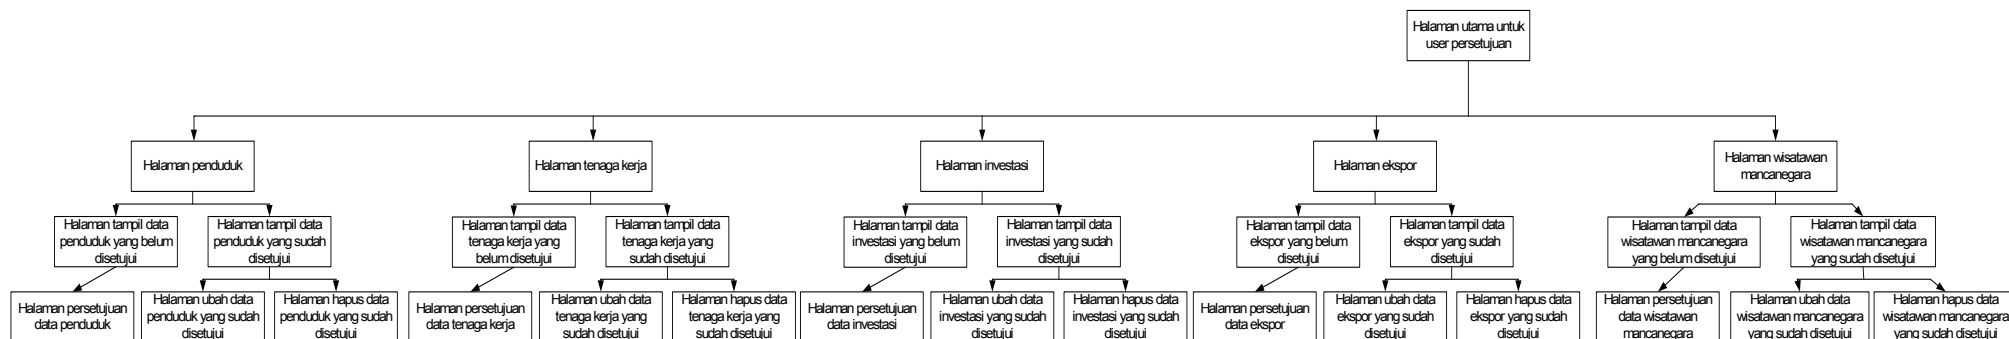 Halaman utama untuk
user persetujuan
Halaman penduduk
Halaman tenaga kerja
Halaman investasi
Halaman ekspor
Halaman wisatawan
mancanegara
Halaman tampil data
penduduk yang belum
disetujui
Halaman tampil data
penduduk yang sudah
disetujui
Halaman tampil data
tenaga kerja yang
belum disetujui
Halaman tampil data
tenaga kerja yang
sudah disetujui
Halaman tampil data
investasi yang belum
disetujui
Halaman tampil data
investasi yang sudah
disetujui
Halaman tampil data
ekspor yang belum
disetujui
Halaman tampil data
ekspor yang sudah
disetujui
Halaman tampil data
wisatawan mancanegara
yang belum disetujui
Halaman tampil data
wisatawan mancanegara
yang sudah disetujui
Halaman persetujuan
data penduduk
Halaman ubah data
penduduk yang sudah
disetujui
Halaman hapus data
penduduk yang sudah
disetujui
Halaman persetujuan
data tenaga kerja
Halaman ubah data
tenaga kerja yang
sudah disetujui
Halaman hapus data
tenaga kerja yang
sudah disetujui
Halaman persetujuan
data investasi
Halaman ubah data
investasi yang sudah
disetujui
Halaman hapus data
investasi yang sudah
disetujui
Halaman persetujuan
data ekspor
Halaman ubah data
ekspor yang sudah
disetujui
Halaman hapus data
ekspor yang sudah
disetujui
Halaman persetujuan
data wisatawan
mancanegara
Halaman ubah data
wisatawan mancanegara
yang sudah disetujui
Halaman hapus data
wisatawan mancanegara
yang sudah disetujui